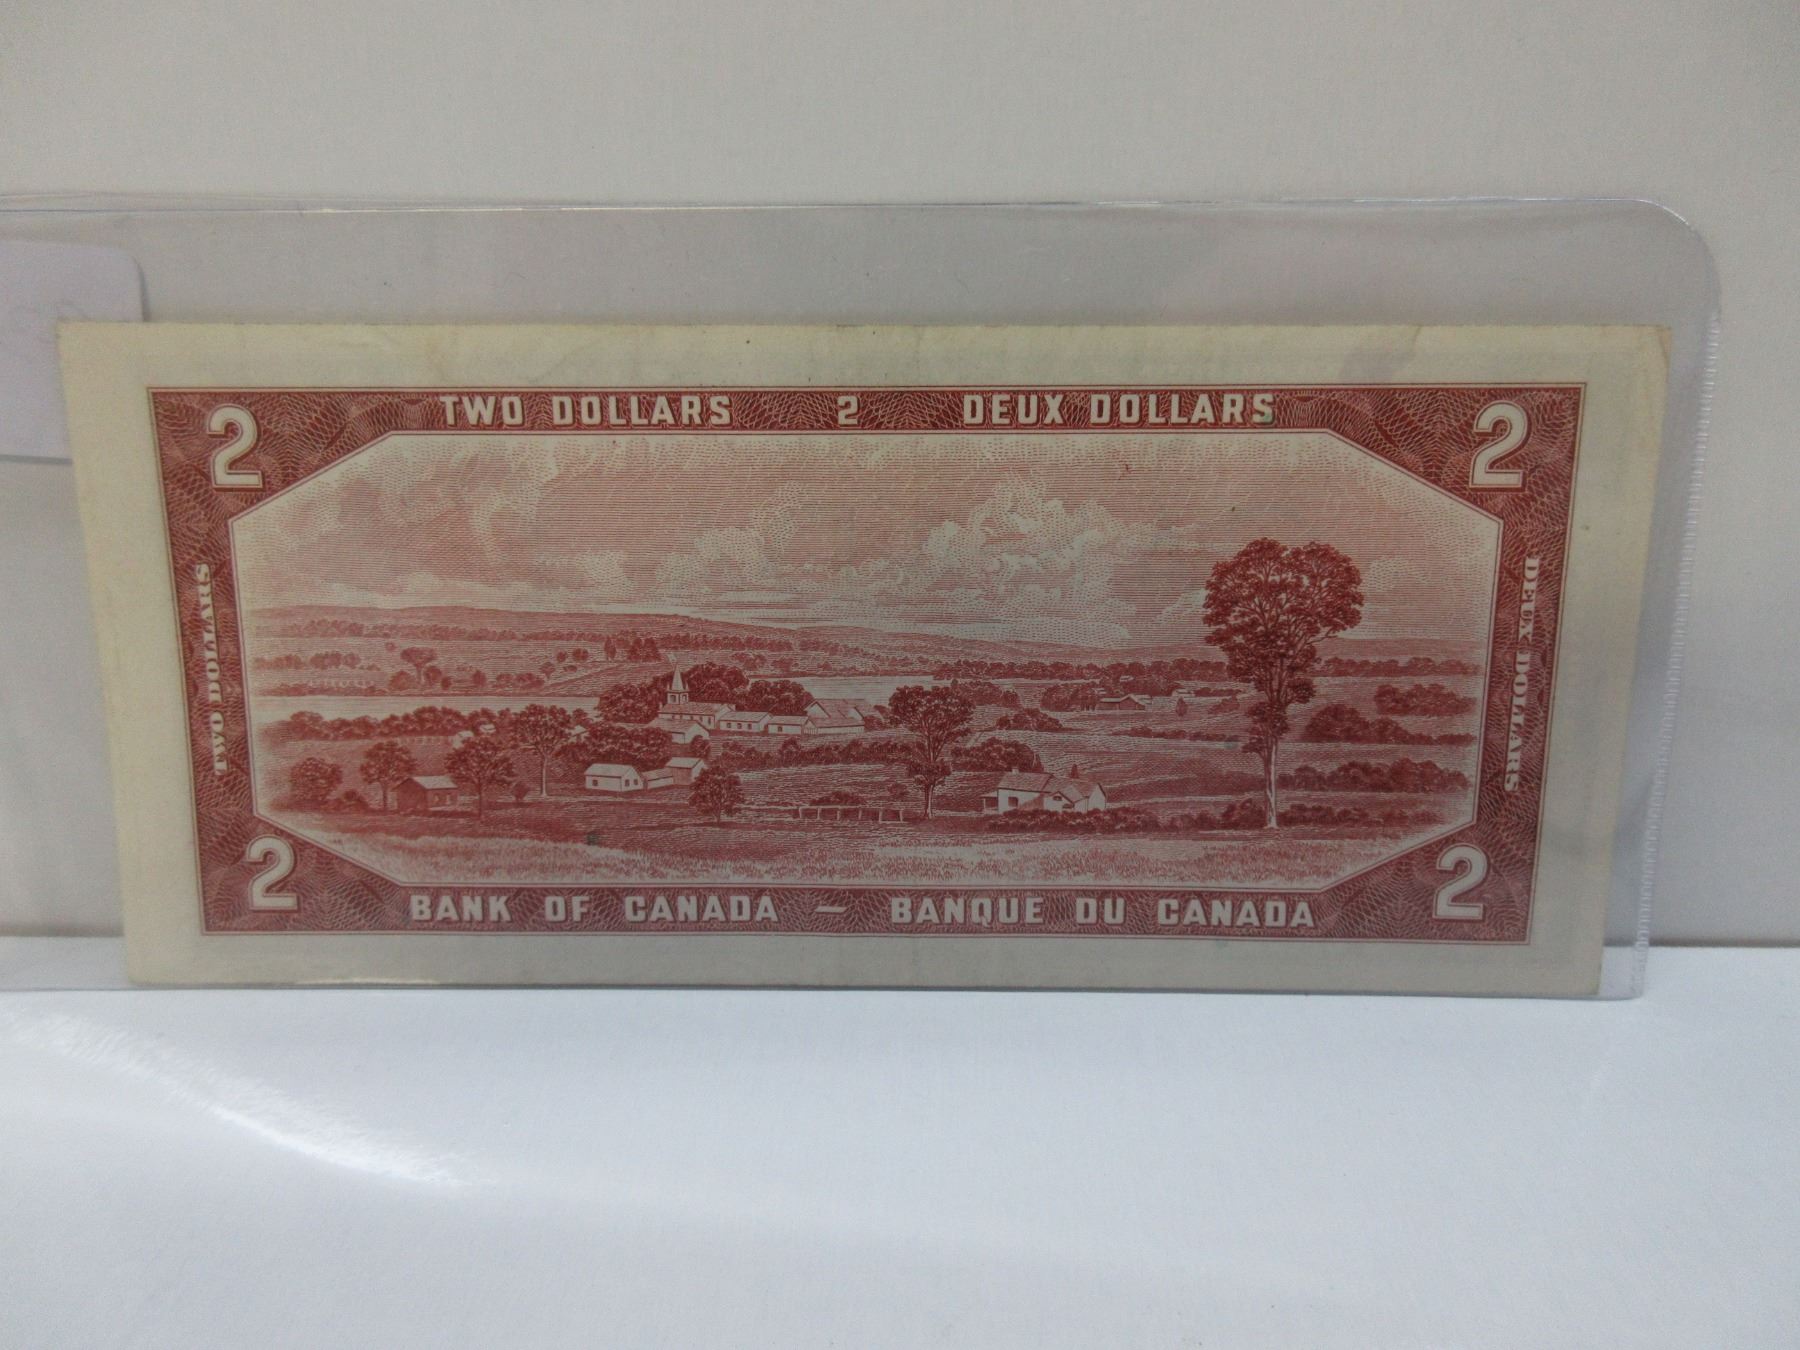 2 TWO DOLLARS 2 DEUX DOLLARS 2
TWO DOLLARS
DEUX DOLLARS
2 BANK OF CANADA — BANQUE DU CANADA 2